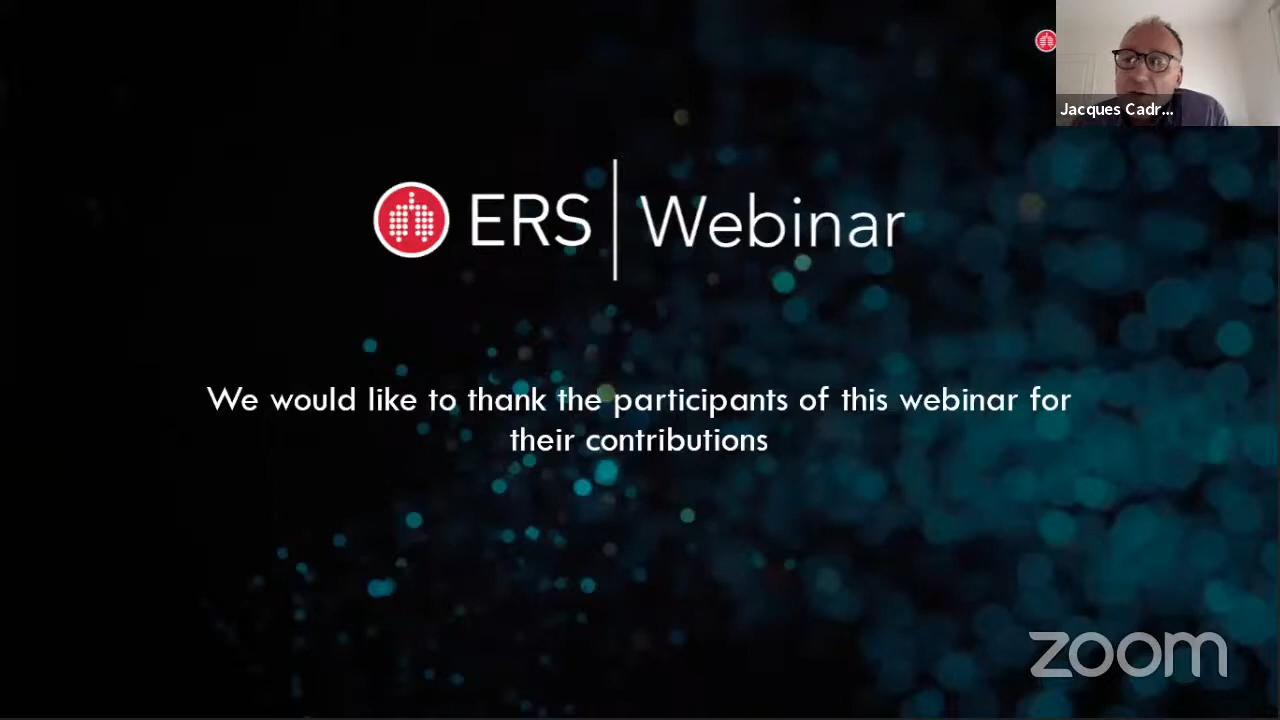 Jacques Cadr...
ERS | Webinar
We would like to thank the participants of this webinar for
their contributions
zoom